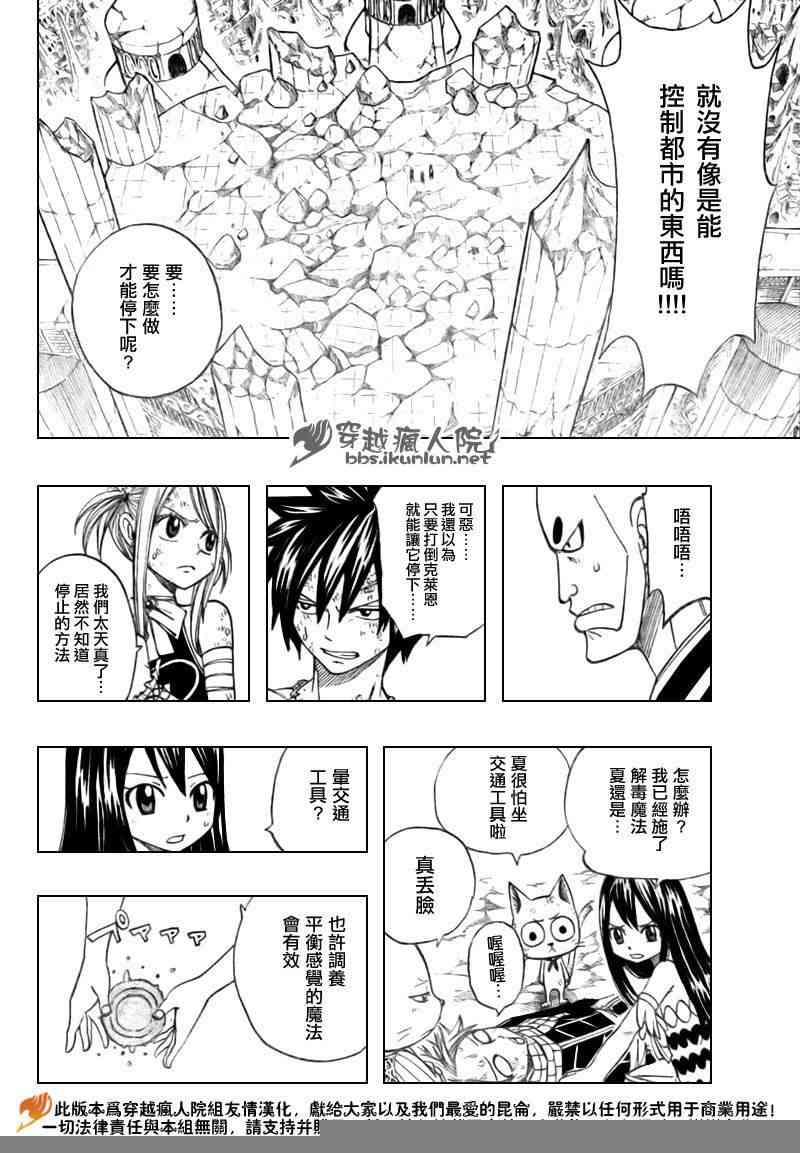 就沒有像是能
控制都市的東西嗎!!!!
要……
要怎麼做
才能停下呢？
穿越瘋人院
bbs.ikunlun.net
唔唔唔…
可惡……
我還以為
只要打倒克萊恩
就能讓它停下……
我們太天真了…
居然不知道
停止的方法
怎麼辦？
我已經施了
解毒魔法
夏還是…
夏很怕坐
交通工具啦
真丟臉
喔喔喔…
暈交通
工具？
也許調養
平衡感覺的魔法
會有效
パァァァ
此版本爲穿越瘋人院組友情漢化，獻給大家以及我們最愛的昆侖，嚴禁以任何形式用于商業用途！
一切法律責任與本組無關，請支持并購